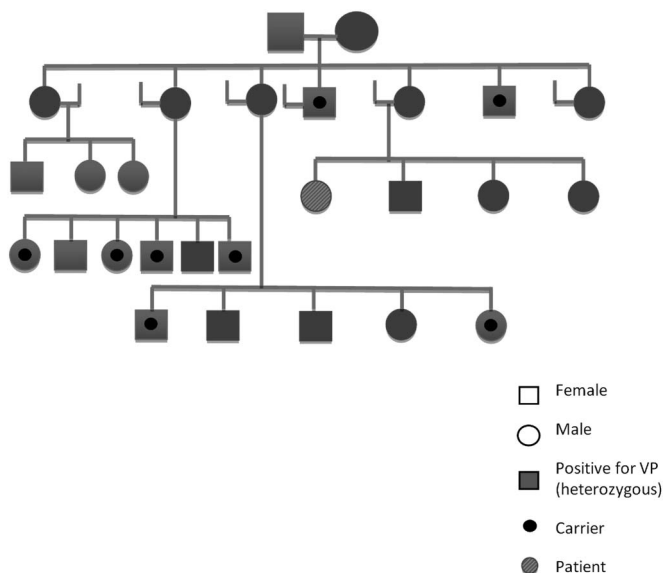 Female
Male
Positive for VP
(heterozygous)
Carrier
Patient